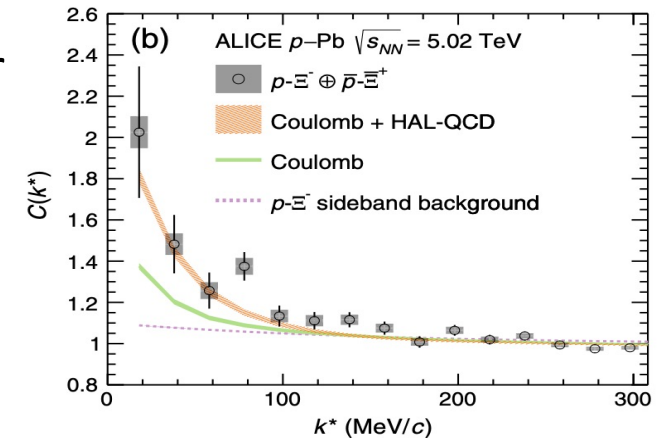 (b) ALICE p–Pb √sNN = 5.02 TeV
p-Ξ⁻ ⊕ p̄-Ξ̄⁺
Coulomb + HAL-QCD
Coulomb
p-Ξ⁻ sideband background
C(k*)
2.6
2.4
2.2
2
1.8
1.6
1.4
1.2
1
0.8
0 100 200 300
k* (MeV/c)